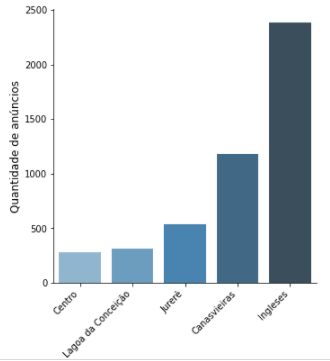 2500
2000
1500
1000
500
0
Quantidade de anúncios
Centro
Lagoa da Conceição
Jurerê
Canasvieiras
Ingleses